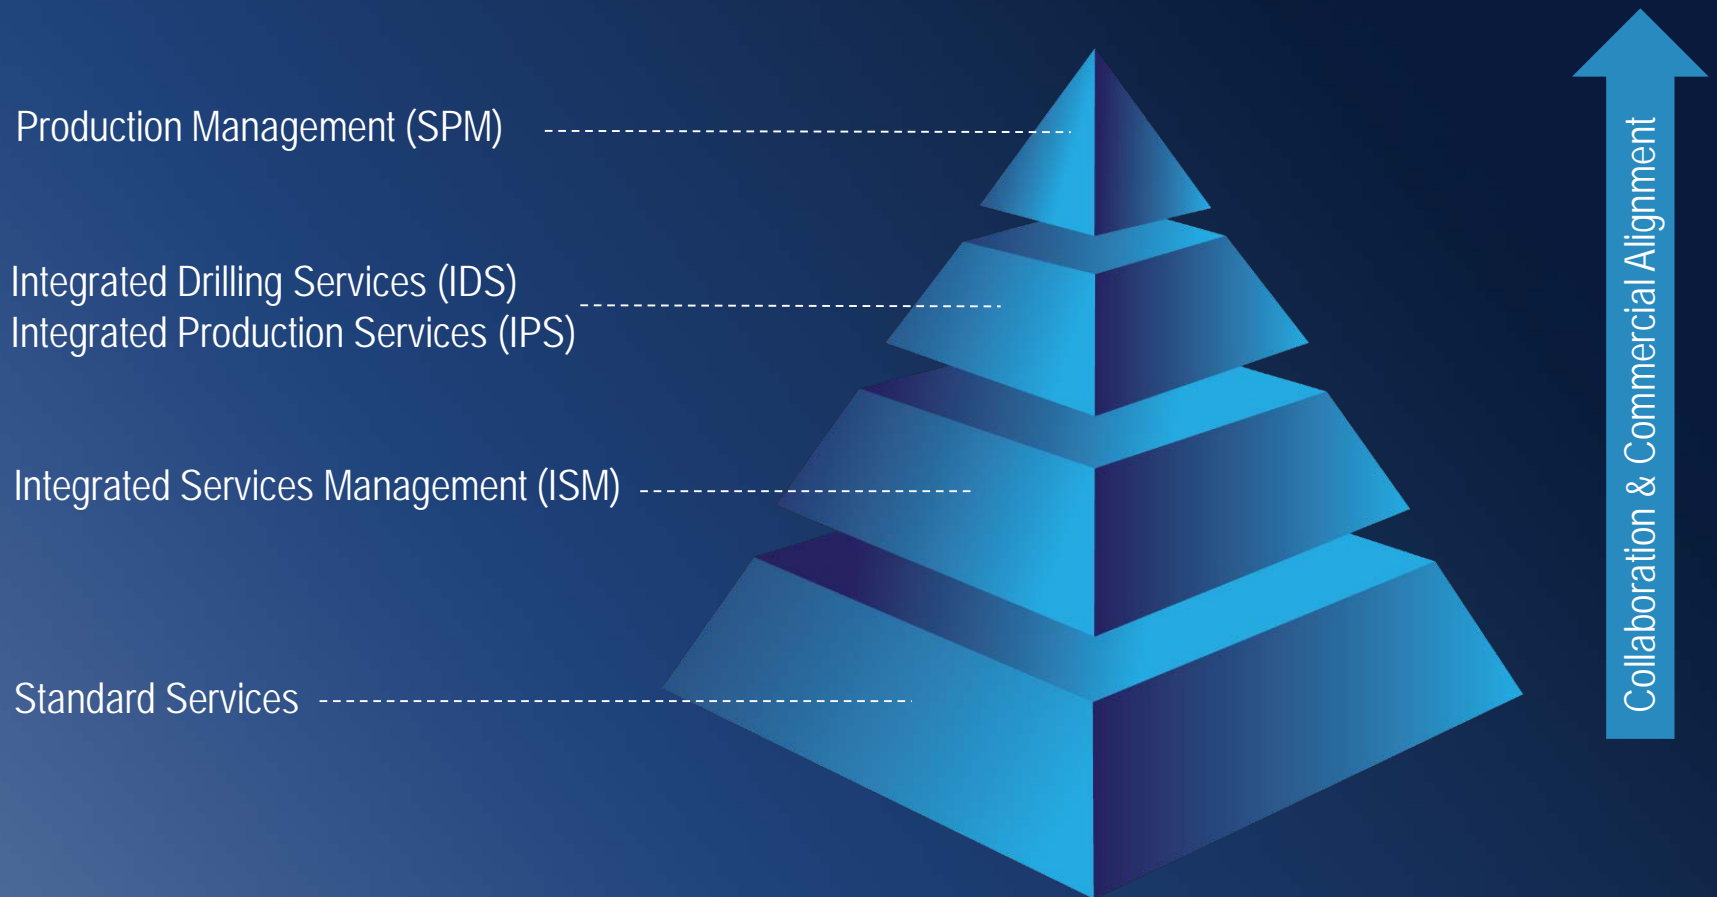 Production Management (SPM)
Integrated Drilling Services (IDS)
Integrated Production Services (IPS)
Integrated Services Management (ISM)
Standard Services
Collaboration & Commercial Alignment